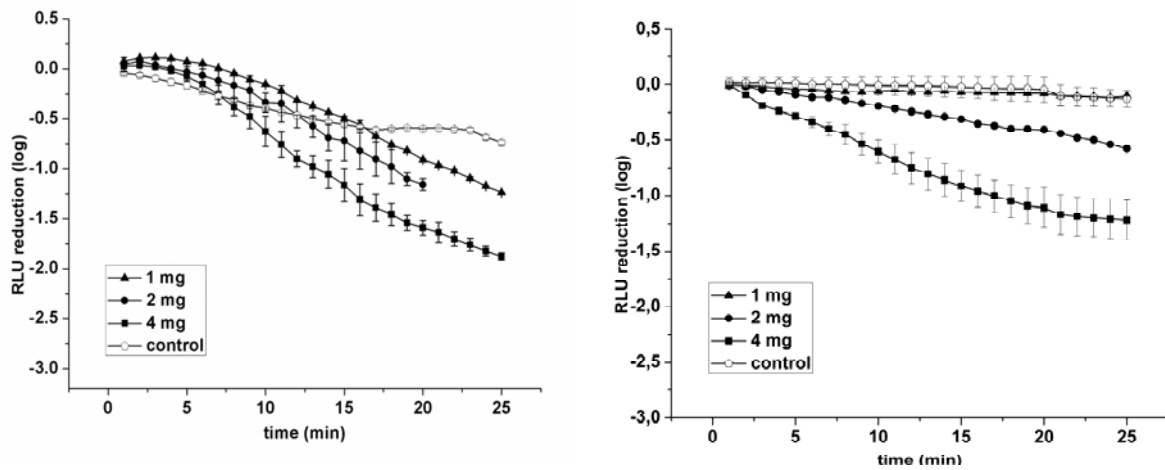 0.5
0.0
-0.5
-1.0
-1.5
-2.0
-2.5
-3.0
RLU reduction (log)
1 mg
2 mg
4 mg
control
0
5
10
15
20
25
time (min)
0,5
0,0
-0,5
-1,0
-1,5
-2,0
-2,5
-3,0
RLU reduction (log)
1 mg
2 mg
4 mg
control
0
5
10
15
20
25
time (min)